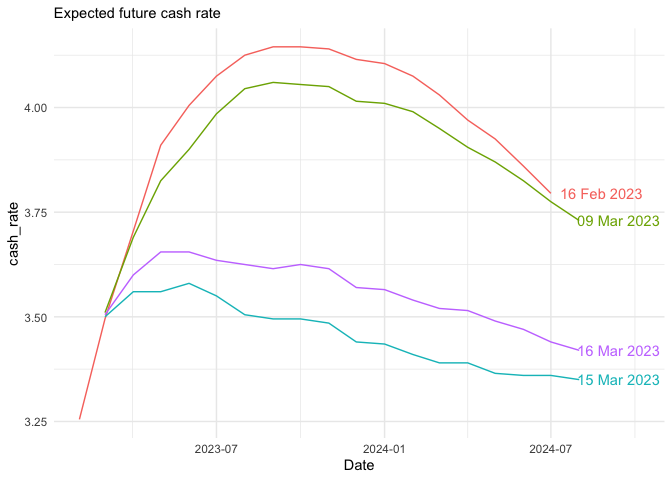 Expected future cash rate
4.00
3.75
3.50
3.25
cash_rate
16 Feb 2023
09 Mar 2023
16 Mar 2023
15 Mar 2023
2023-07
2024-01
2024-07
Date